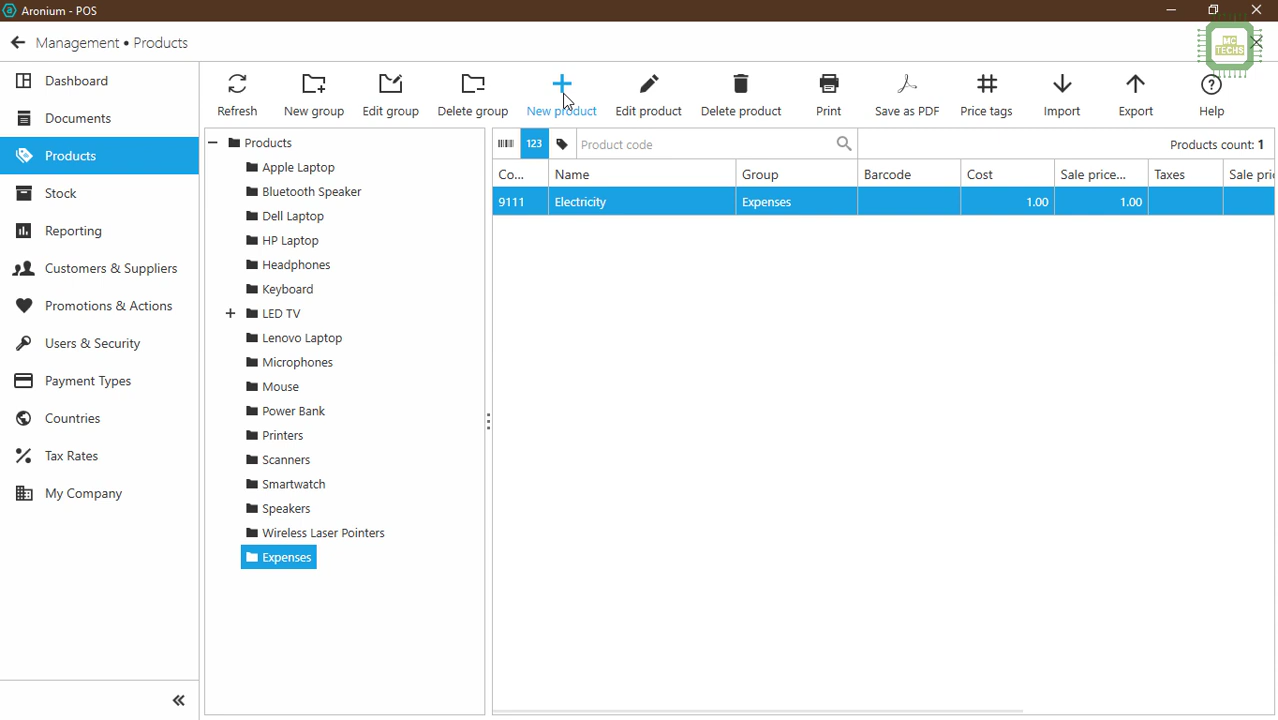 Aronium - POS
Management • Products
MC
TECHS
Dashboard
Documents
Products
Stock
Reporting
Customers & Suppliers
Promotions & Actions
Users & Security
Payment Types
Countries
Tax Rates
My Company
Refresh New group Edit group Delete group New product Edit product Delete product Print Save as PDF Price tags Import Export Help
Products
Apple Laptop
Bluetooth Speaker
Dell Laptop
HP Laptop
Headphones
Keyboard
LED TV
Lenovo Laptop
Microphones
Mouse
Power Bank
Printers
Scanners
Smartwatch
Speakers
Wireless Laser Pointers
Expenses
123 Product code Products count: 1
Co... Name Group Barcode Cost Sale price... Taxes Sale pri
9111 Electricity Expenses 1.00 1.00